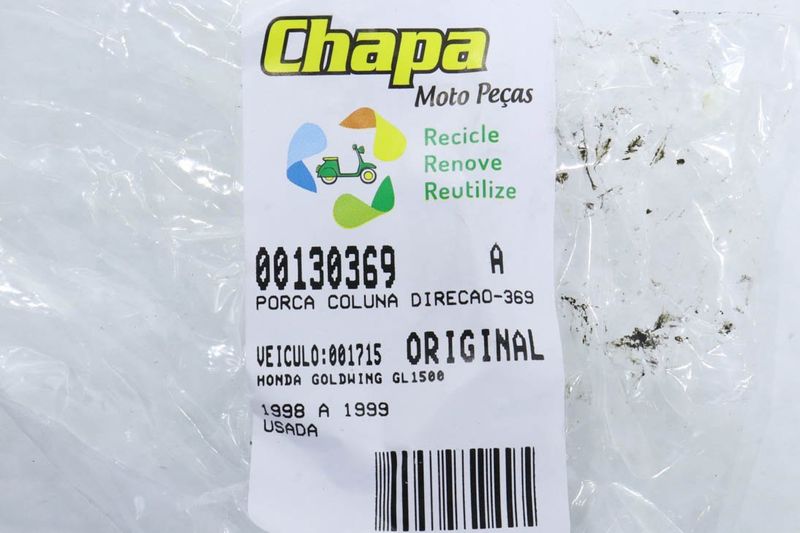 Chapa
Moto Peças
Recicle
Renove
Reutilize
00130369 A
PORCA COLUNA DIRECAO-369
VEICULO:001715 ORIGINAL
HONDA GOLDWING GL1500
1998 A 1999
USADA